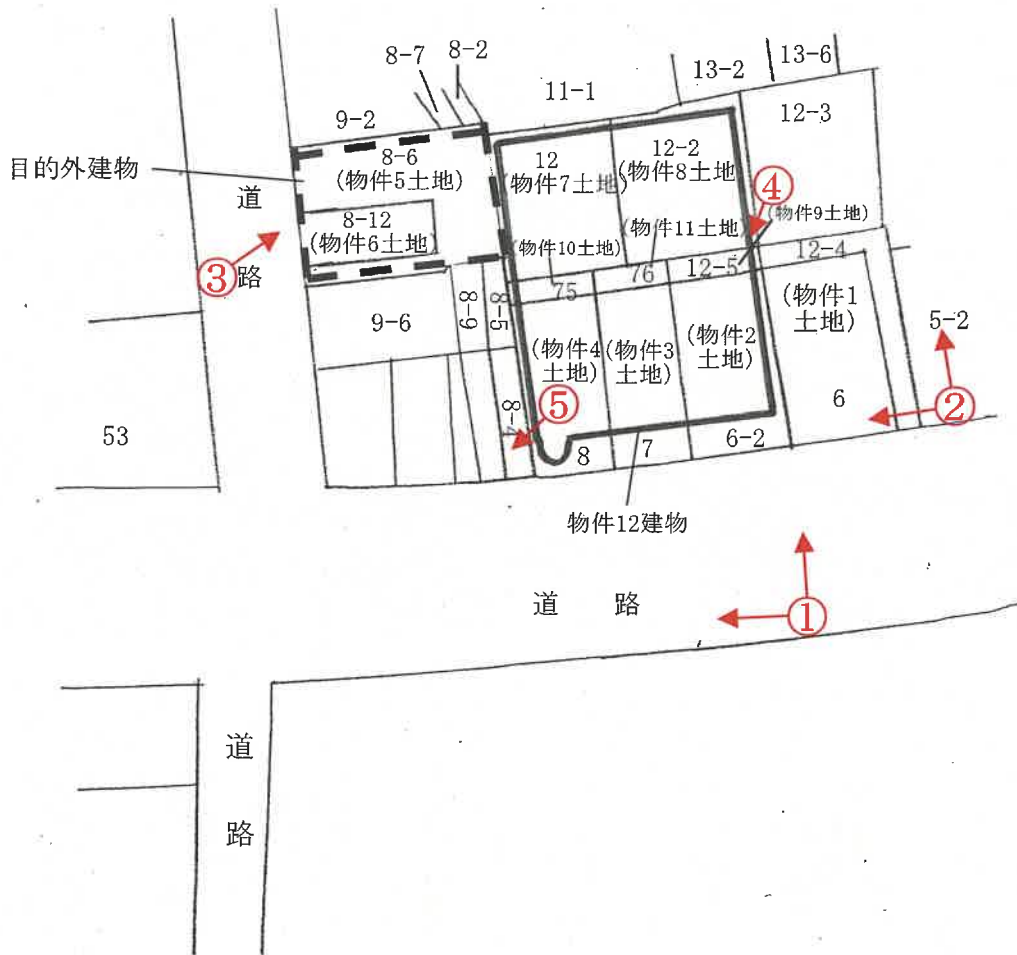 8-7
8-2
11-1
13-2
13-6
9-2
12-3
目的外建物
8-6
(物件5土地)
12
(物件7土地)
12-2
(物件8土地
道
路
8-12
(物件6土地)
④
(物件9土地)
(物件11土地)
(物件10土地)
③
75
76
12-5
12-4
9-6
8-9
8-5
(物件4
土地)
(物件3
土地)
(物件2
土地)
(物件1
土地)
5-2
53
8-4
⑤
8
7
6-2
6
②
物件12建物
道 路
①
道
路